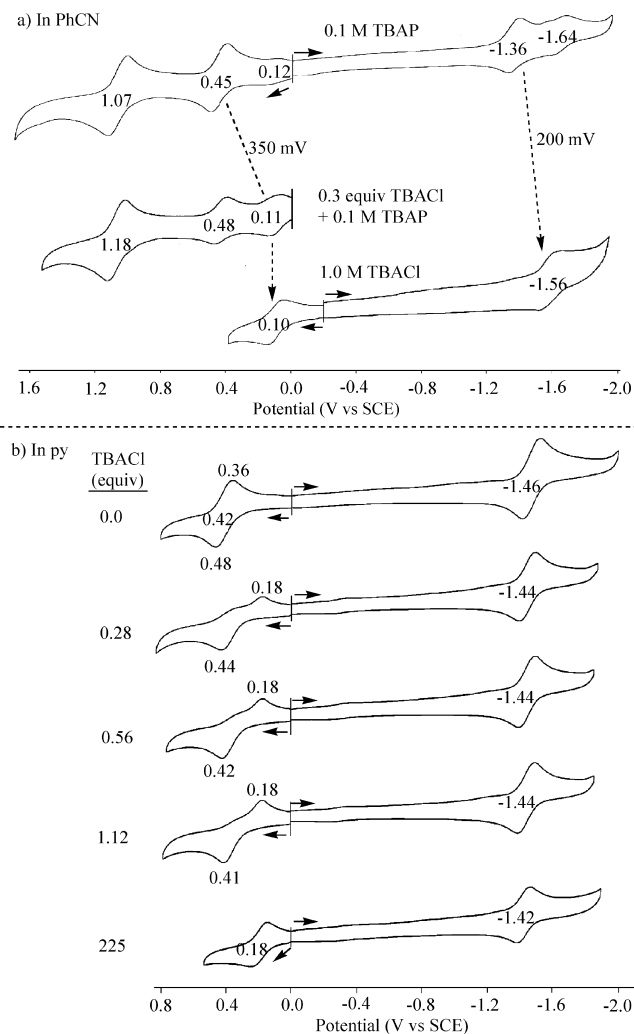 a) In PhCN
0.1 M TBAP
1.07
0.45
0.12
-1.36
-1.64
350 mV
200 mV
0.3 equiv TBACl
+ 0.1 M TBAP
1.18
0.48
0.11
1.0 M TBACl
0.10
-1.56
1.6 1.2 0.8 0.4 0.0 -0.4 -0.8 -1.2 -1.6 -2.0
Potential (V vs SCE)
b) In py
TBACl
(equiv)
0.0
0.36
0.42
-1.46
0.48
0.28
0.18
-1.44
0.44
0.56
0.18
-1.44
0.42
1.12
0.18
-1.44
0.41
225
0.18
-1.42
0.8 0.4 0.0 -0.4 -0.8 -1.2 -1.6 -2.0
Potential (V vs SCE)